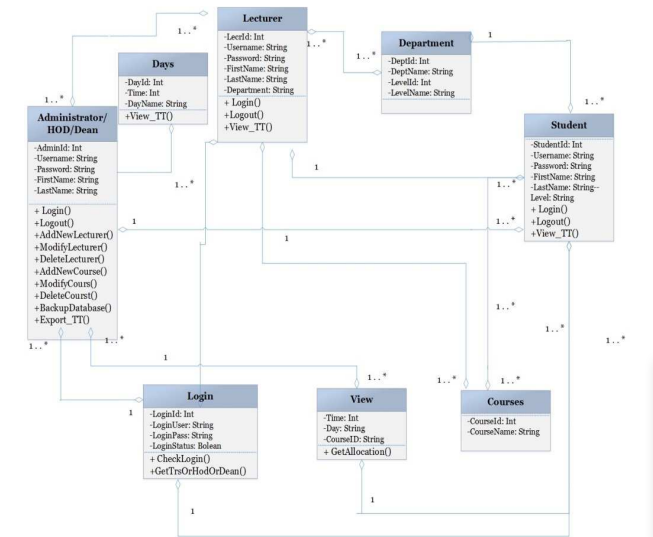 Lecturer
-LecrId: Int
-Username: String
-Password: String
-FirstName: String
-LastName: String
-Department: String
+ Login()
+Logout()
+View_TT()
1..*
1..*
1..*
Department
-DeptId: Int
-DeptName: String
-LevelId: Int
-LevelName: String
1
1..*
Days
-DayId: Int
-Time: Int
-DayName: String
+View_TT()
1..*
1..*
Administrator/
HOD/Dean
-AdminId: Int
-Username: String
-Password: String
-FirstName: String
-LastName: String
+ Login()
+Logout()
+AddNewLecturer()
+ModifyLecturer()
+DeleteLecturer()
+AddNewCourse()
+ModifyCours()
+DeleteCourst()
+BackupDatabase()
+Export_TT()
Student
-StudentId: Int
-Username: String
-Password: String
-FirstName: String
-LastName: String--
Level: String
+ Login()
+Logout()
+View_TT()
1
1..*
1
1..*
1
1..*
1..*
1..*
1..*
1..*
1
1
Login
-LoginId: Int
-LoginUser: String
-LoginPass: String
-LoginStatus: Bolean
+ CheckLogin()
+GetTrsOrHodOrDean()
1
1..*
View
-Time: String
-Day: String
-CourseID: String
+ GetAllocation()
1
1..*
1..*
Courses
-CourseId: Int
-CourseName: String